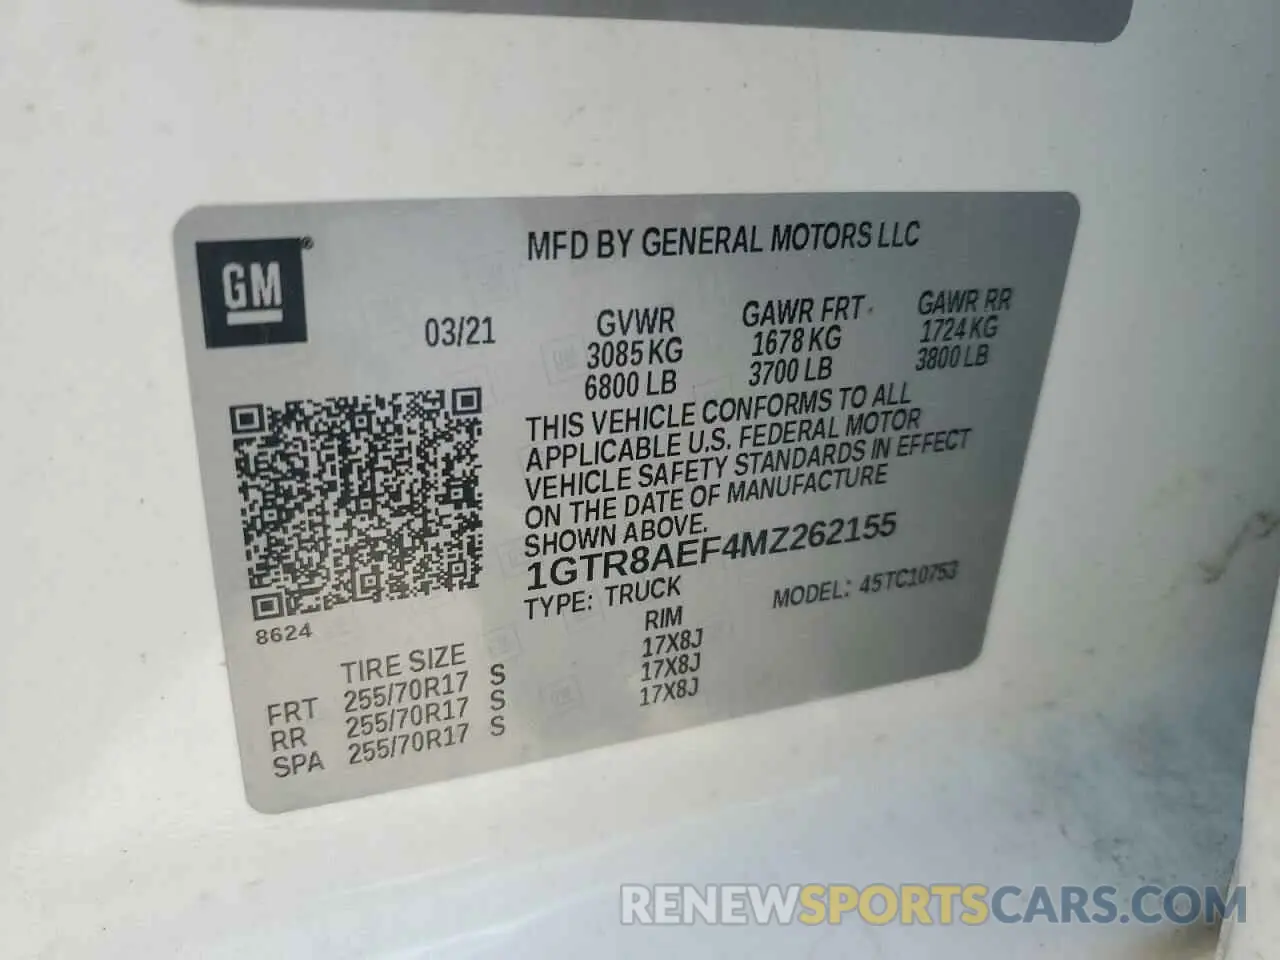 GM®
MFD BY GENERAL MOTORS LLC
03/21
GVWR GAWR FRT GAWR RR
3085 KG 1678 KG 1724 KG
6800 LB 3700 LB 3800 LB
THIS VEHICLE CONFORMS TO ALL
APPLICABLE U.S. FEDERAL MOTOR
VEHICLE SAFETY STANDARDS IN EFFECT
ON THE DATE OF MANUFACTURE
SHOWN ABOVE.
1GTR8AEF4MZ262155
TYPE: TRUCK MODEL: 45TC10753
8624
TIRE SIZE RIM
FRT 255/70R17 S 17X8J
RR 255/70R17 S 17X8J
SPA 255/70R17 S 17X8J
RENEWSPORTSCARS.COM